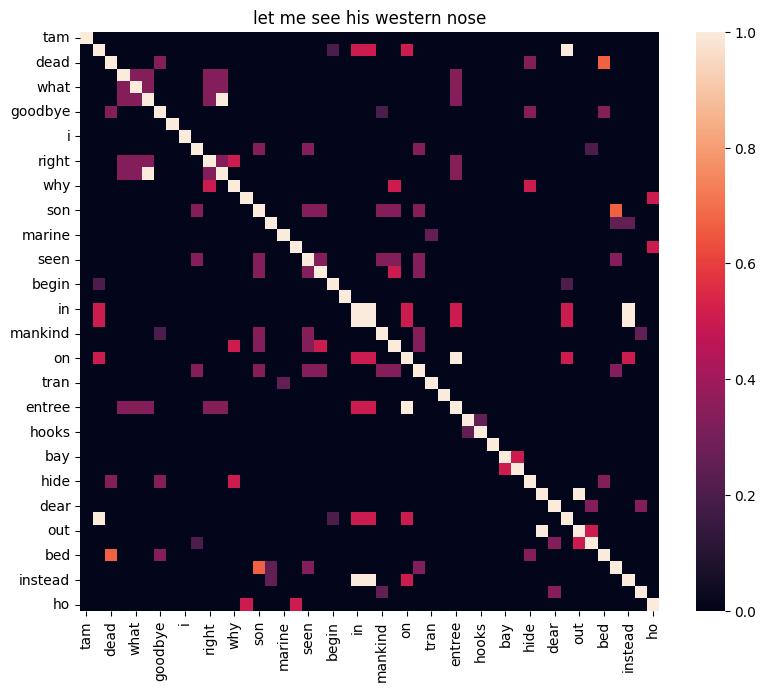 let me see his western nose
tam
dead
what
goodbye
i
right
why
son
marine
seen
begin
in
mankind
on
tran
entree
hooks
bay
hide
dear
out
bed
instead
ho
1.0
0.8
0.6
0.4
0.2
0.0
tam
dead
what
goodbye
i
right
why
son
marine
seen
begin
in
mankind
on
tran
entree
hooks
bay
hide
dear
out
bed
instead
ho